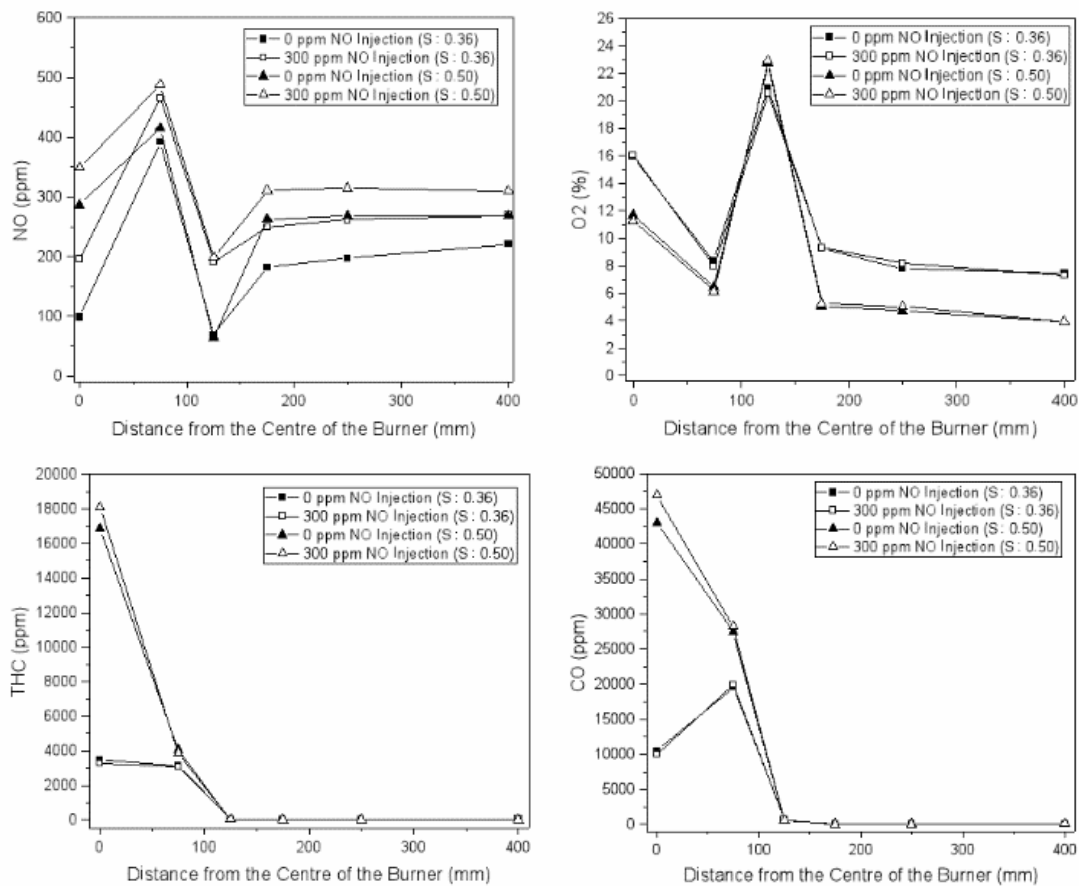 600
500
400
300
200
100
0
NO (ppm)
0 ppm NO Injection (S : 0.36)
300 ppm NO Injection (S : 0.36)
0 ppm NO Injection (S : 0.50)
300 ppm NO Injection (S : 0.50)
0 100 200 300 400
Distance from the Centre of the Burner (mm)
26
24
22
20
18
16
14
12
10
8
6
4
2
0
O2 (%)
0 ppm NO Injection (S : 0.36)
300 ppm NO Injection (S : 0.36)
0 ppm NO Injection (S : 0.50)
300 ppm NO Injection (S : 0.50)
0 100 200 300 400
Distance from the Centre of the Burner (mm)
20000
18000
16000
14000
12000
10000
8000
6000
4000
2000
0
THC (ppm)
0 ppm NO Injection (S : 0.36)
300 ppm NO Injection (S : 0.36)
0 ppm NO Injection (S : 0.50)
300 ppm NO Injection (S : 0.50)
0 100 200 300 400
Distance from the Centre of the Burner (mm)
50000
45000
40000
35000
30000
25000
20000
15000
10000
5000
0
CO (ppm)
0 ppm NO Injection (S : 0.36)
300 ppm NO Injection (S : 0.36)
0 ppm NO Injection (S : 0.50)
300 ppm NO Injection (S : 0.50)
0 100 200 300 400
Distance from the Centre of the Burner (mm)